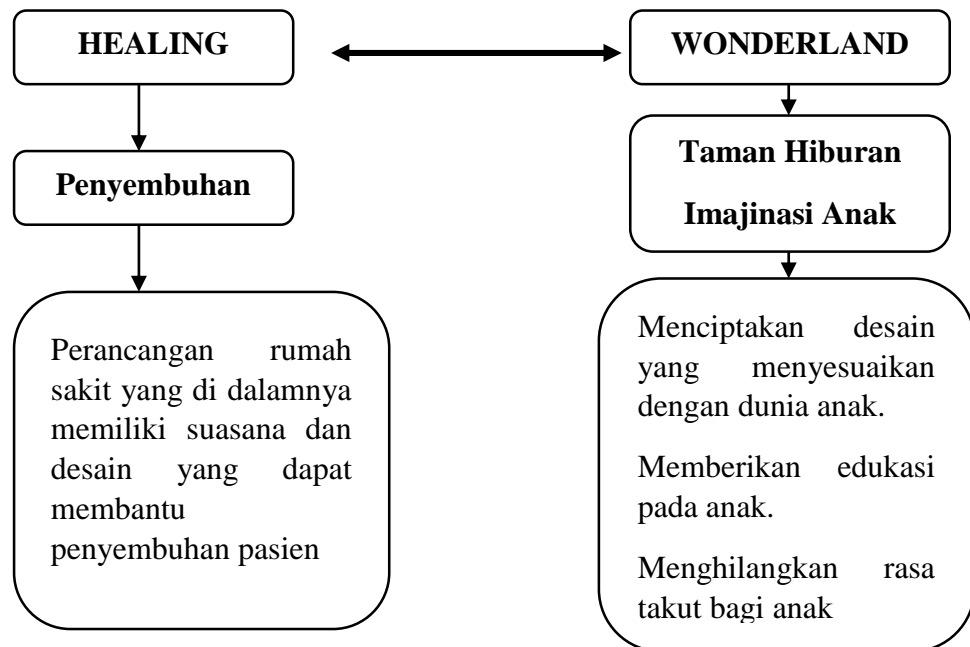 HEALING
Penyembuhan
Perancangan rumah
sakit yang di dalamnya
memiliki suasana dan
desain yang dapat
membantu
penyembuhan pasien
WONDERLAND
Taman Hiburan
Imajinasi Anak
Menciptakan desain
yang menyesuaikan
dengan dunia anak.
Memberikan edukasi
pada anak.
Menghilangkan rasa
takut bagi anak